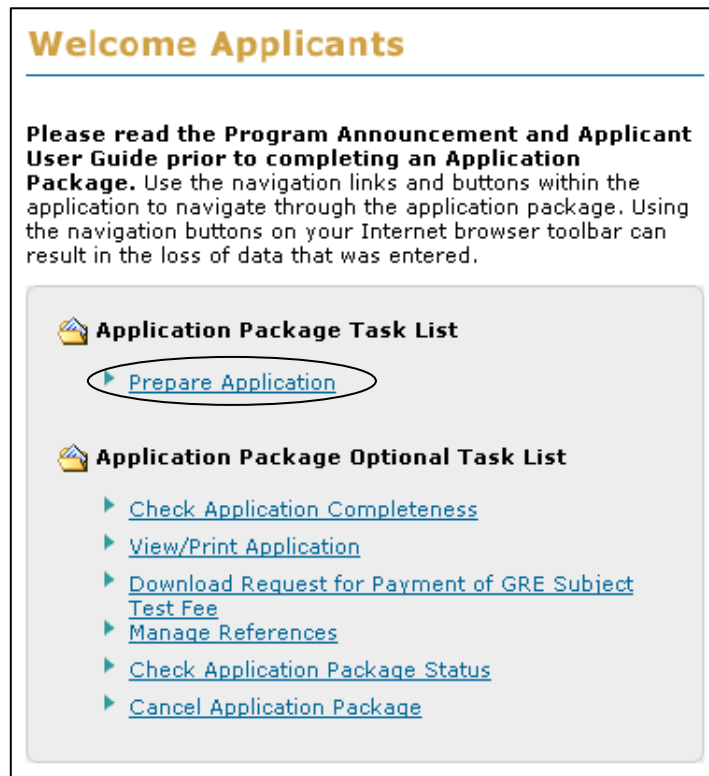 Welcome Applicants
Please read the Program Announcement and Applicant
User Guide prior to completing an Application
Package. Use the navigation links and buttons within the
application to navigate through the application package. Using
the navigation buttons on your Internet browser toolbar can
result in the loss of data that was entered.
Application Package Task List
Prepare Application
Application Package Optional Task List
Check Application Completeness
View/Print Application
Download Request for Payment of GRE Subject
Test Fee
Manage References
Check Application Package Status
Cancel Application Package